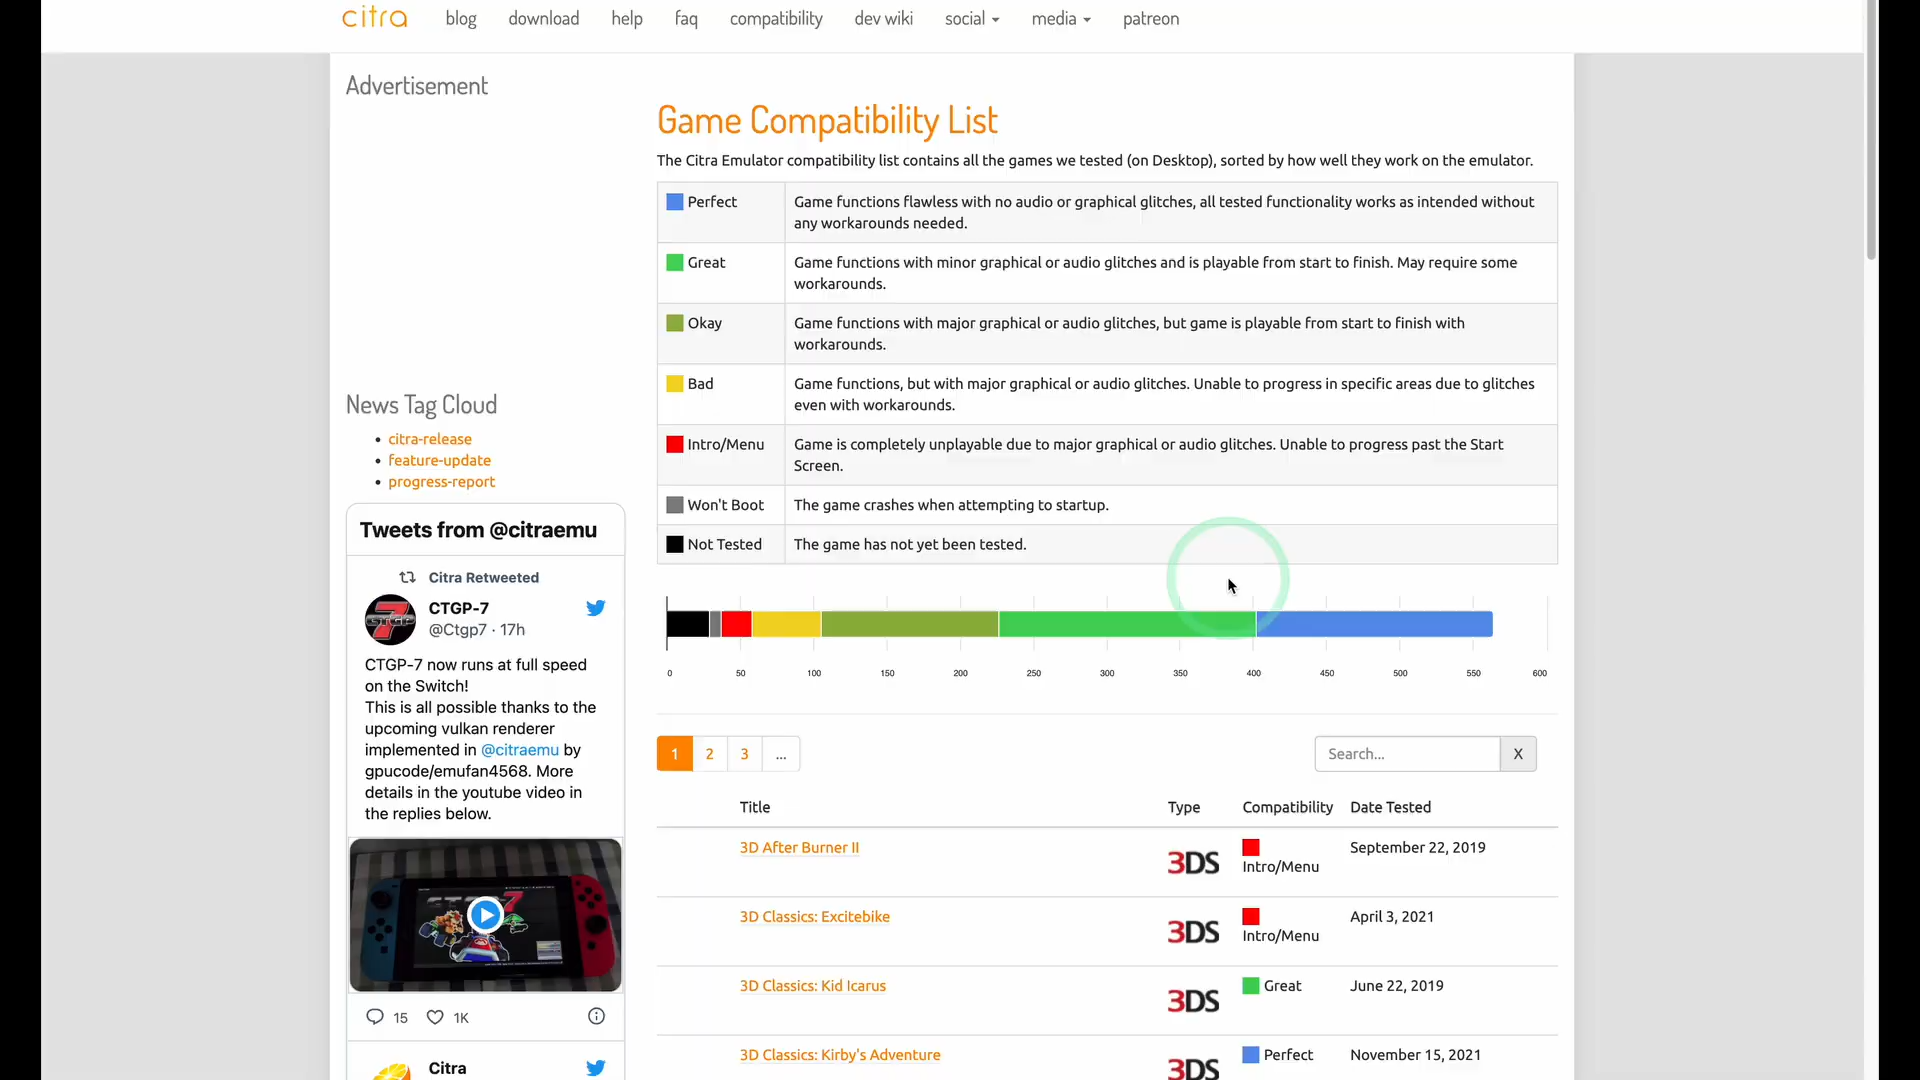 citra
blog
download
help
faq
compatibility
dev wiki
social
media
patreon
Advertisement
Game Compatibility List
The Citra Emulator compatibility list contains all the games we tested (on Desktop), sorted by how well they work on the emulator.
Perfect
Game functions flawless with no audio or graphical glitches, all tested functionality works as intended without
any workarounds needed.
Great
Game functions with minor graphical or audio glitches and is playable from start to finish. May require some
workarounds.
Okay
Game functions with major graphical or audio glitches, but game is playable from start to finish with
workarounds.
Bad
Game functions, but with major graphical or audio glitches. Unable to progress in specific areas due to glitches
even with workarounds.
Intro/Menu
Game is completely unplayable due to major graphical or audio glitches. Unable to progress past the Start
Screen.
Won't Boot
The game crashes when attempting to startup.
Not Tested
The game has not yet been tested.
0 50 100 150 200 250 300 350 400 450 500 550 600
1 2 3 ...
Search...
X
Title Type Compatibility Date Tested
3D After Burner II
3DS
Intro/Menu
September 22, 2019
3D Classics: Excitebike
3DS
Intro/Menu
April 3, 2021
3D Classics: Kid Icarus
3DS
Great
June 22, 2019
3D Classics: Kirby's Adventure
3DS
Perfect
November 15, 2021
News Tag Cloud
citra-release
feature-update
progress-report
Tweets from @citraemu
Citra Retweeted
CTGP-7
@Ctgp7 · 17h
CTGP-7 now runs at full speed
on the Switch!
This is all possible thanks to the
upcoming vulkan renderer
implemented in @citraemu by
gpucode/emufan4568. More
details in the youtube video in
the replies below.
15
1K
Citra